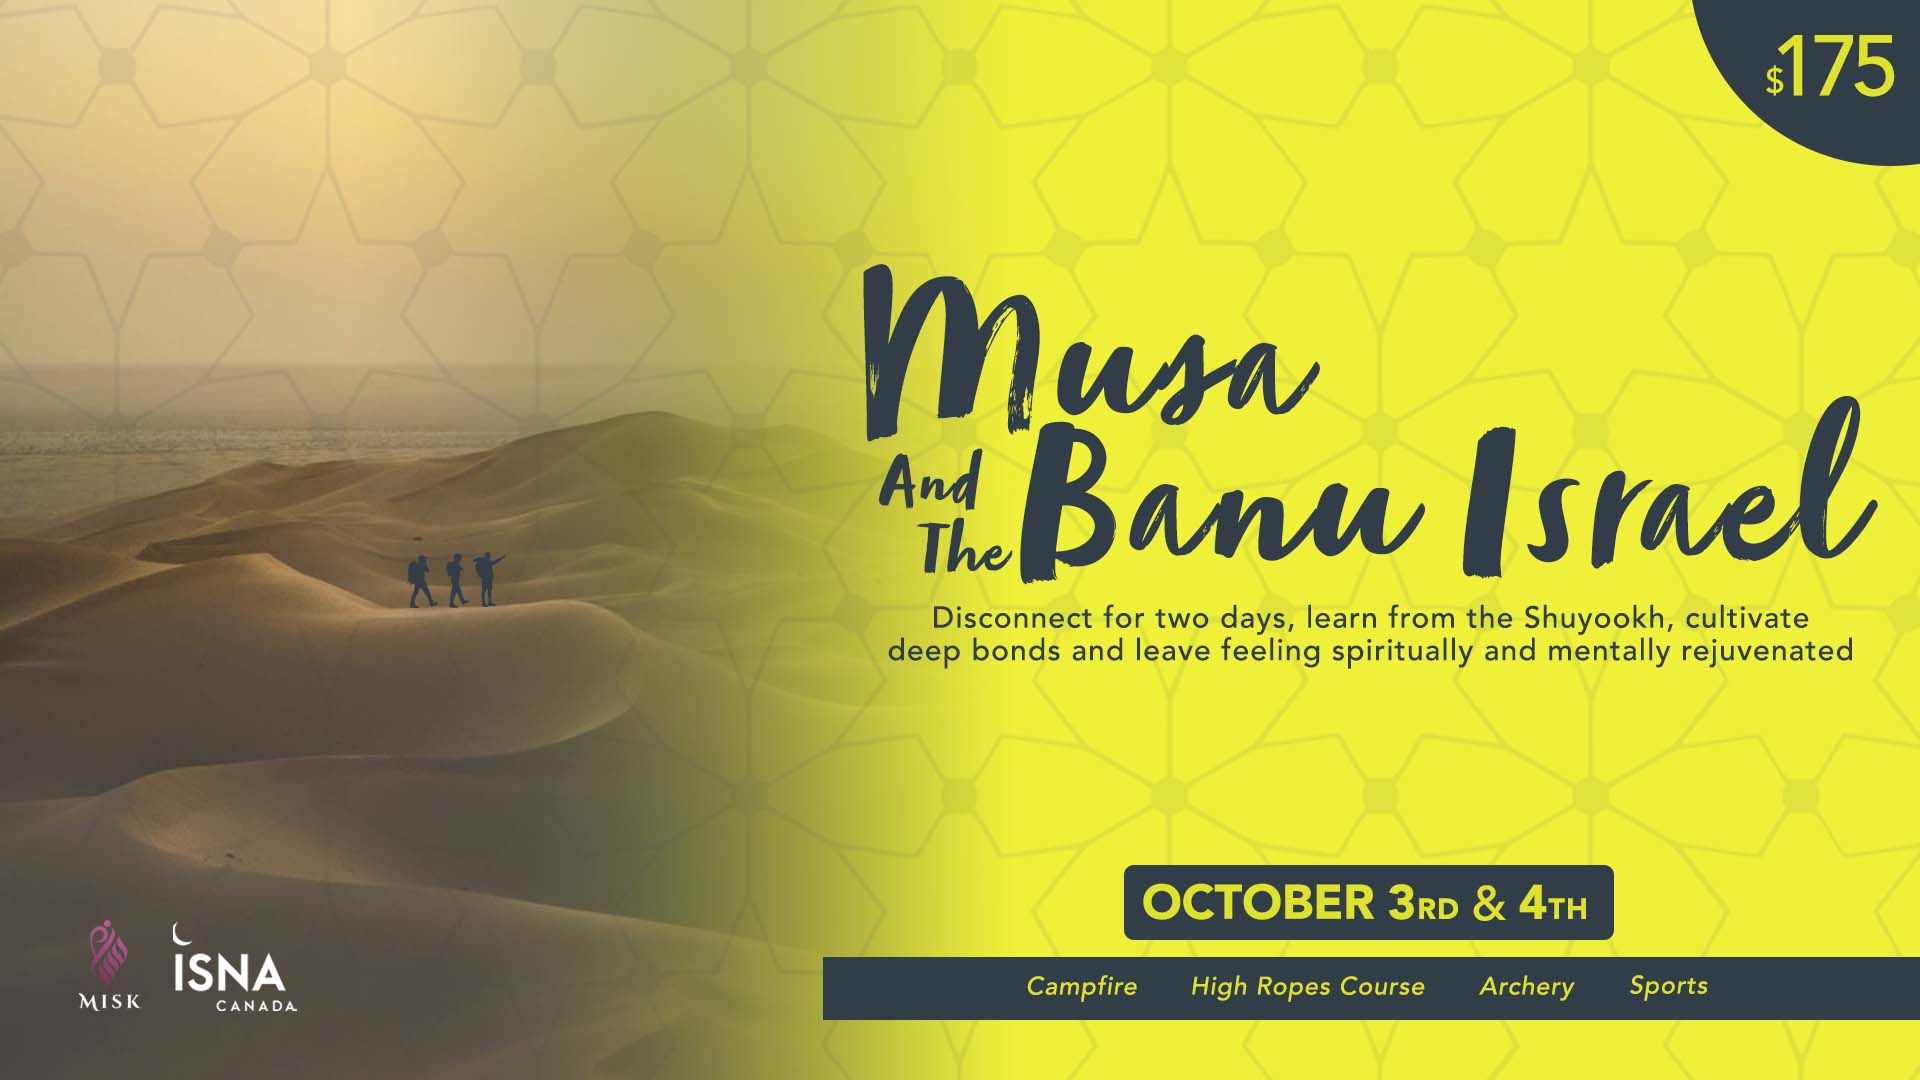 $175
Musa
And The Banu Israel
Disconnect for two days, learn from the Shuyookh, cultivate
deep bonds and leave feeling spiritually and mentally rejuvenated
OCTOBER 3RD & 4TH
Campfire High Ropes Course Archery Sports
MISK
ISNA
CANADA